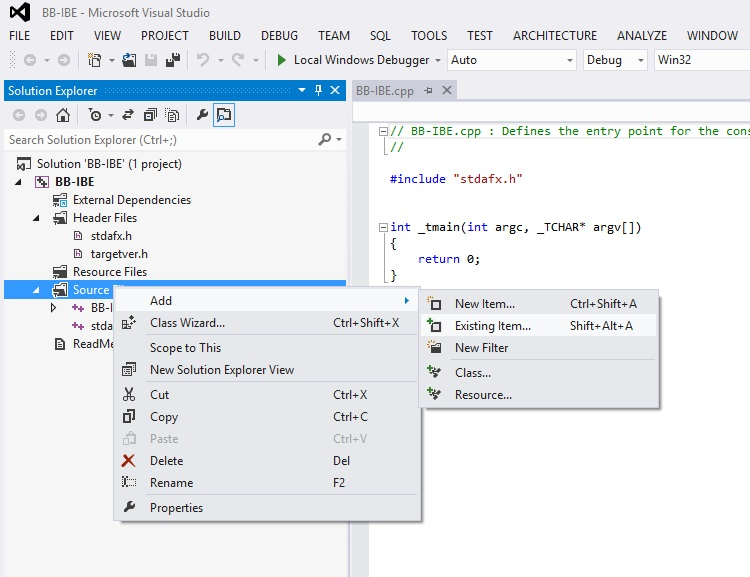 BB-IBE - Microsoft Visual Studio
FILE EDIT VIEW PROJECT BUILD DEBUG TEAM SQL TOOLS TEST ARCHITECTURE ANALYZE WINDOW
Local Windows Debugger Auto Debug Win32
Solution Explorer
BB-IBE.cpp
Search Solution Explorer (Ctrl+;)
Solution 'BB-IBE' (1 project)
BB-IBE
External Dependencies
Header Files
stdafx.h
targetver.h
Resource Files
Source
BB-I
stda
ReadMe
// BB-IBE.cpp : Defines the entry point for the cons
//
#include "stdafx.h"
int _tmain(int argc, _TCHAR* argv[])
{
return 0;
}
Add
Class Wizard... Ctrl+Shift+X
Scope to This
New Solution Explorer View
Cut Ctrl+X
Copy Ctrl+C
Paste Ctrl+V
Delete Del
Rename F2
Properties
New Item... Ctrl+Shift+A
Existing Item... Shift+Alt+A
New Filter
Class...
Resource...